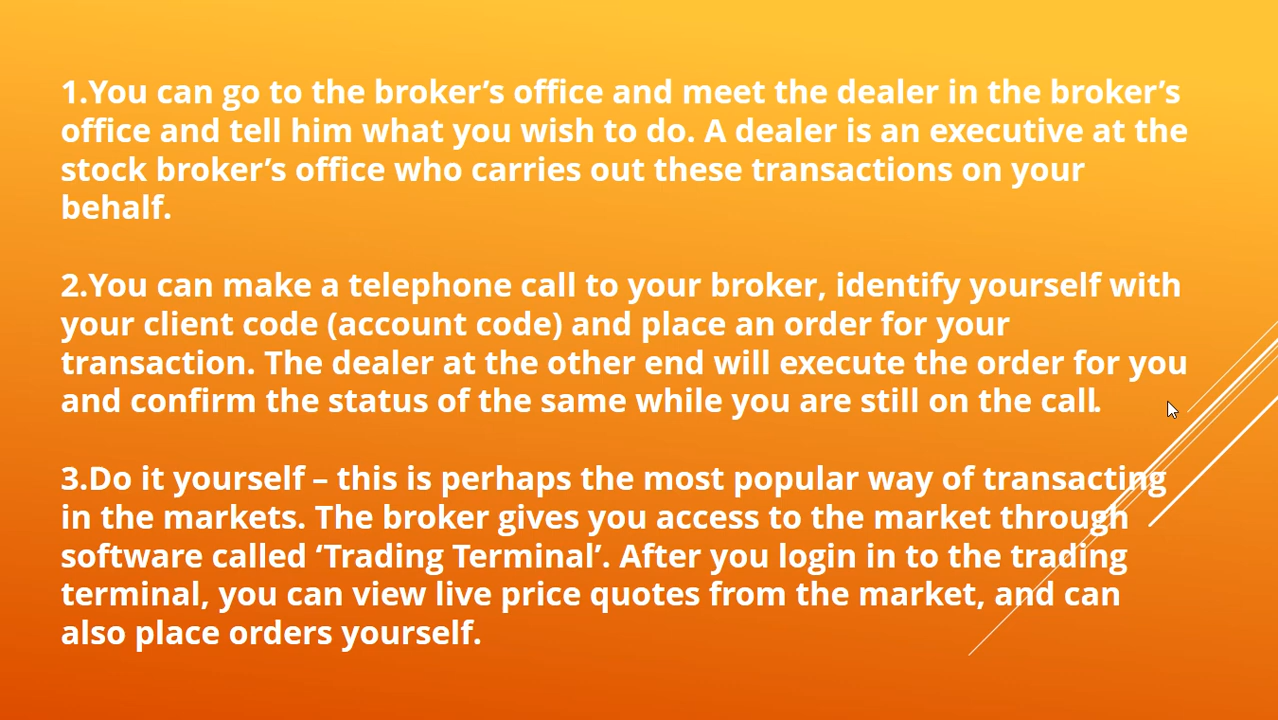 1.You can go to the broker’s office and meet the dealer in the broker’s
office and tell him what you wish to do. A dealer is an executive at the
stock broker’s office who carries out these transactions on your
behalf.
2.You can make a telephone call to your broker, identify yourself with
your client code (account code) and place an order for your
transaction. The dealer at the other end will execute the order for you
and confirm the status of the same while you are still on the call.
3.Do it yourself – this is perhaps the most popular way of transacting
in the markets. The broker gives you access to the market through
software called ‘Trading Terminal’. After you login in to the trading
terminal, you can view live price quotes from the market, and can
also place orders yourself.